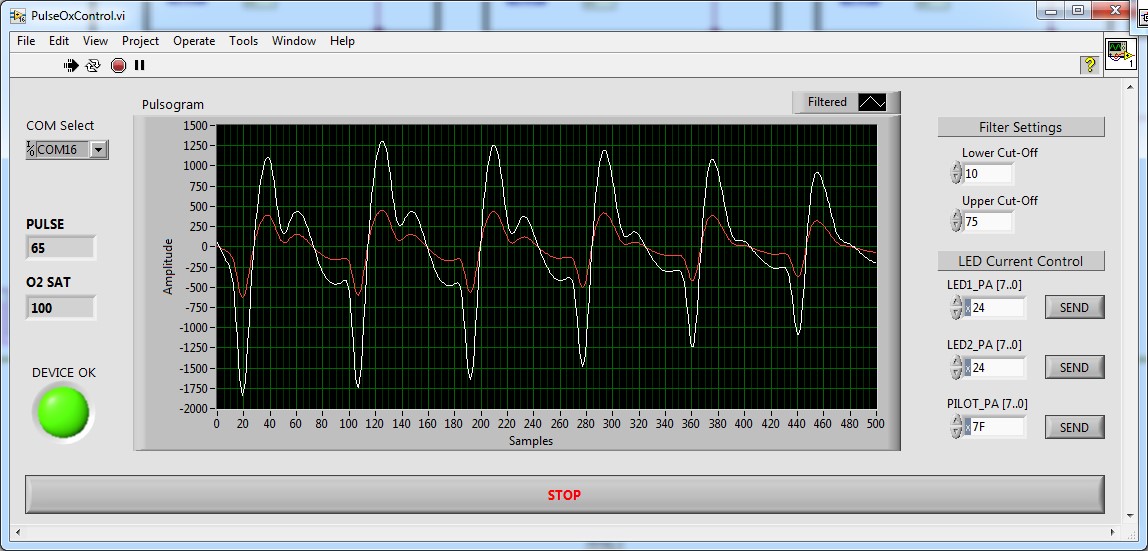 PulseOxControl.vi
File Edit View Project Operate Tools Window Help
?
1
Pulsogram
Filtered
COM Select
COM16
PULSE
65
O2 SAT
100
DEVICE OK
Amplitude
1500
1250
1000
750
500
250
0
-250
-500
-750
-1000
-1250
-1500
-1750
-2000
0 20 40 60 80 100 120 140 160 180 200 220 240 260 280 300 320 340 360 380 400 420 440 460 480 500
Samples
Filter Settings
Lower Cut-Off
10
Upper Cut-Off
75
LED Current Control
LED1_PA [7..0]
x 24 SEND
LED2_PA [7..0]
x 24 SEND
PILOT_PA [7..0]
x 7F SEND
STOP